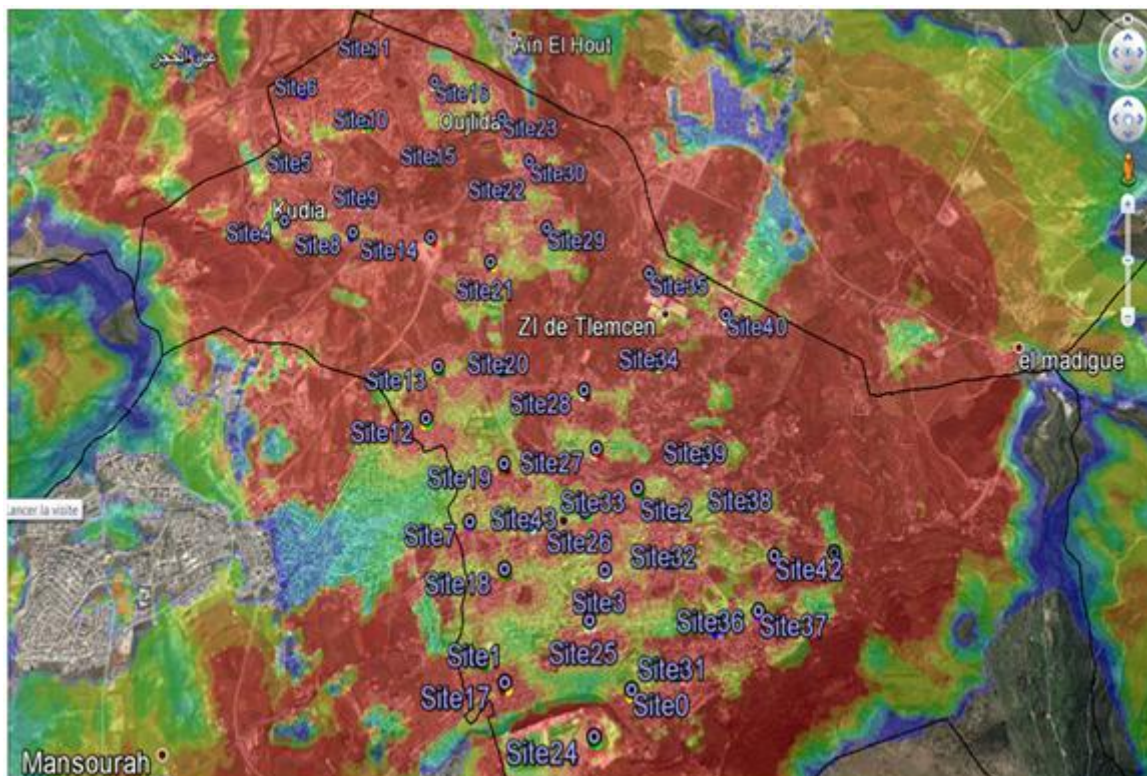 Site11
Ain El Hout
عين الحجر
Site6
Site16
Site10
Oujlida
Site23
Site5
Site15
Site30
Site22
Site9
Kudia
Site4
Site8
Site14
Site29
Site21
Site35
ZI de Tlemcen
Site40
Site20
Site34
el madigue
Site13
Site28
Site12
Site39
Site19
Site27
Site33
Site2
Site38
Lancer la visite
Site7
Site43
Site26
Site32
Site42
Site18
Site3
Site36
Site37
Site1
Site25
Site31
Site17
Site0
Site24
Mansourah